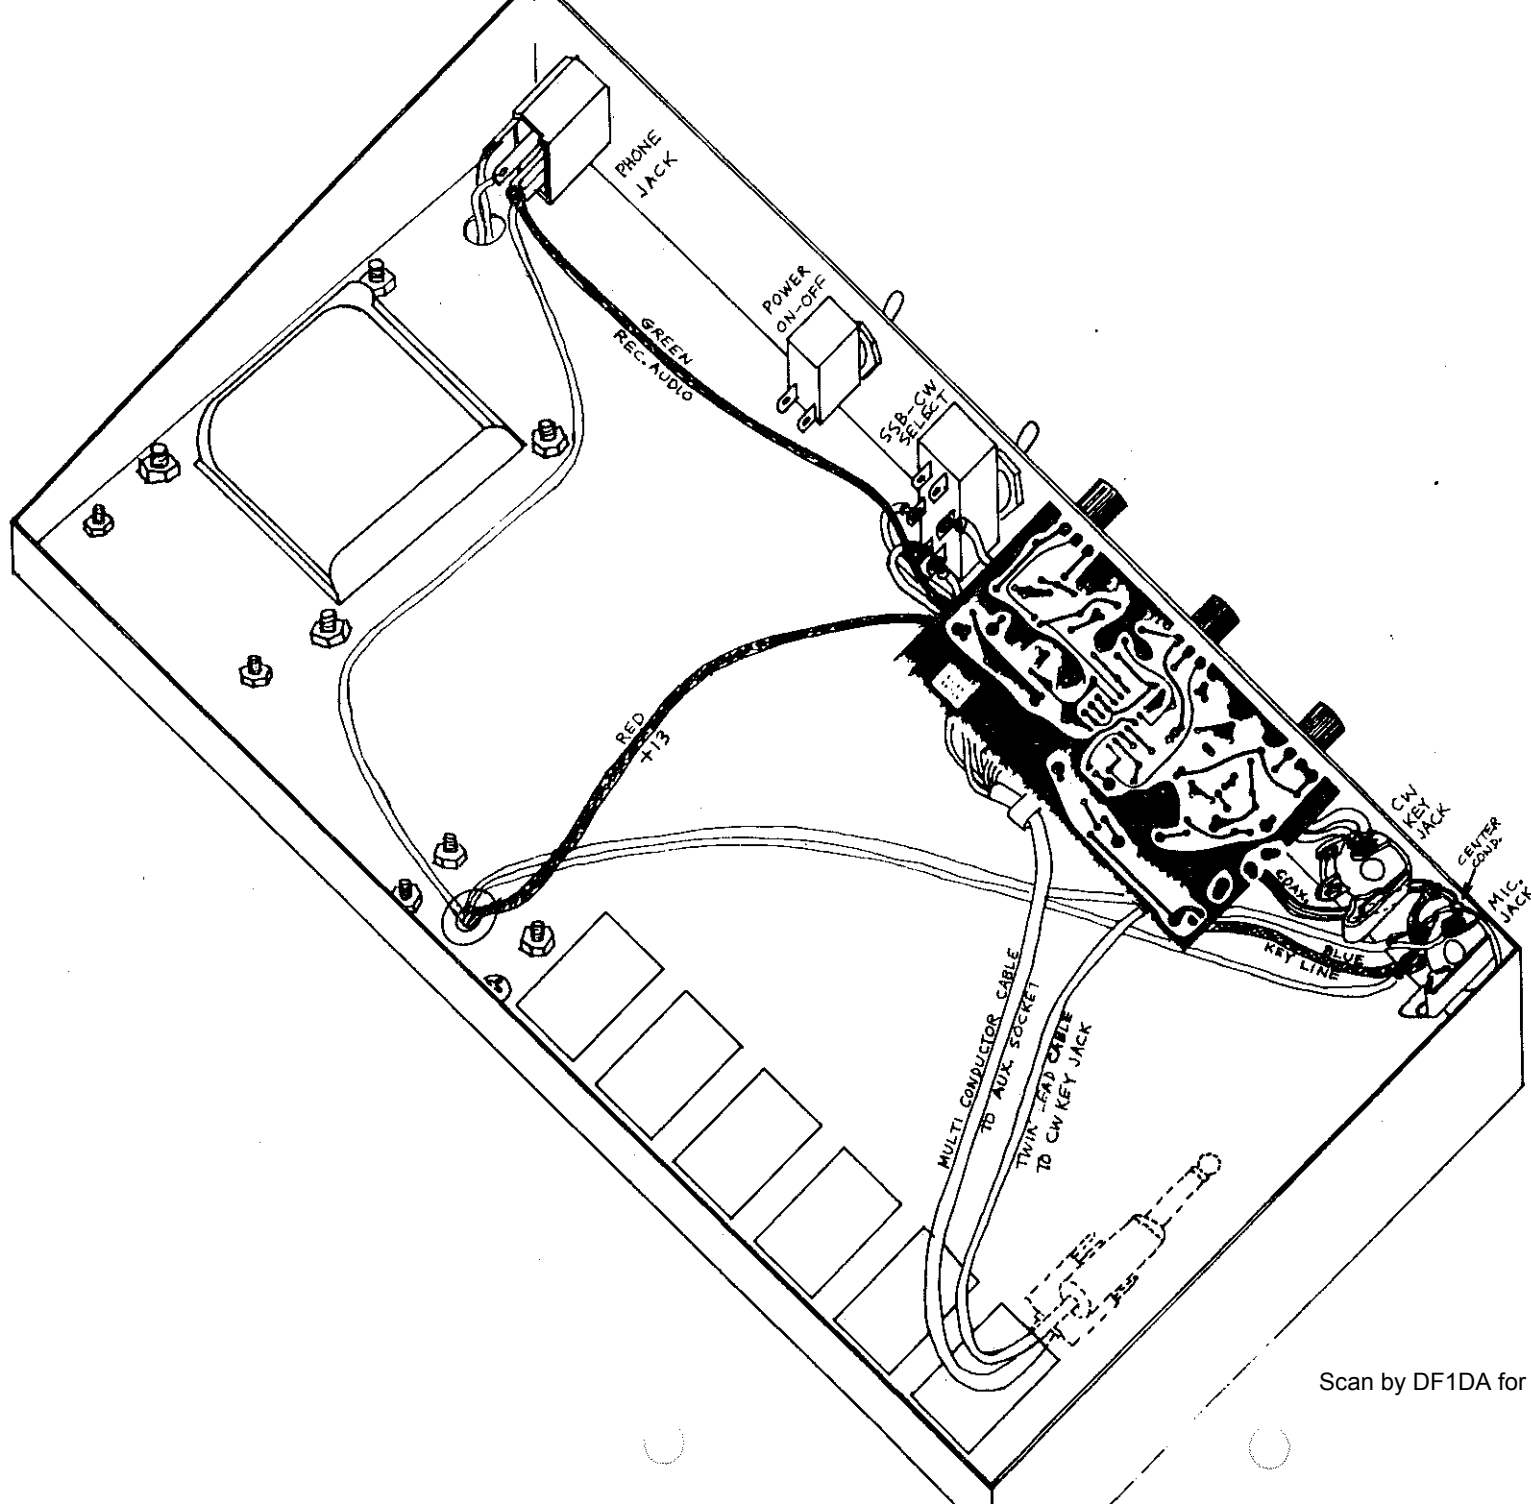 PHONE
JACK
POWER
ON-OFF
SSB-CW
SELECT
GREEN
REC. AUDIO
RED
+13
CW
KEY
JACK
CENTER
COND.
MIC.
JACK
COAX
BLUE
KEY LINE
MULTI CONDUCTOR CABLE
TO AUX. SOCKET
TWIN LEAD CABLE
TO CW KEY JACK
Scan by DF1DA for